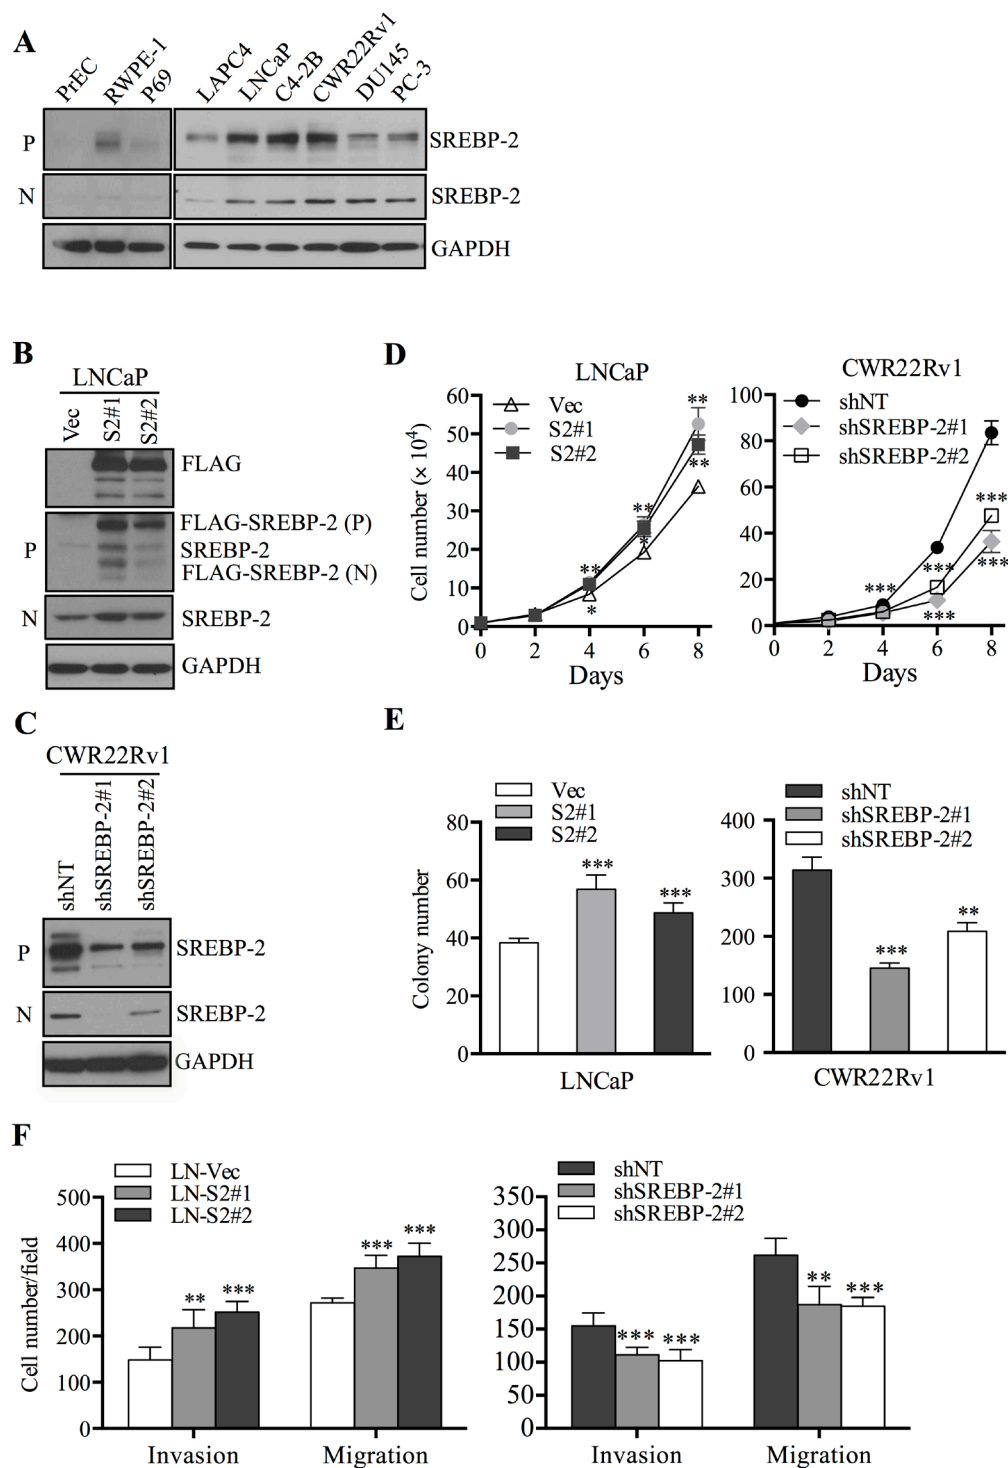 A
PrEC
RWPE-1
P69
LAPC4
LNCaP
C4-2B
CWR22Rv1
DU145
PC-3
P
SREBP-2
N
SREBP-2
GAPDH
B
LNCaP
Vec
S2#1
S2#2
FLAG
P
FLAG-SREBP-2 (P)
SREBP-2
FLAG-SREBP-2 (N)
N
SREBP-2
GAPDH
C
CWR22Rv1
shNT
shSREBP-2#1
shSREBP-2#2
P
SREBP-2
N
SREBP-2
GAPDH
D
LNCaP
Vec
S2#1
S2#2
Cell number (× 10⁴)
60
50
40
30
20
10
0
0 2 4 6 8
Days
**
*
**
*
**
**
CWR22Rv1
shNT
shSREBP-2#1
shSREBP-2#2
100
80
60
40
20
0
0 2 4 6 8
Days
***
***
***
***
***
E
Vec
S2#1
S2#2
Colony number
80
60
40
20
0
***
***
LNCaP
shNT
shSREBP-2#1
shSREBP-2#2
400
300
200
100
0
***
**
CWR22Rv1
F
LN-Vec
LN-S2#1
LN-S2#2
Cell number/field
500
400
300
200
100
0
** ***
*** ***
Invasion Migration
shNT
shSREBP-2#1
shSREBP-2#2
350
300
250
200
150
100
50
0
*** ***
** ***
Invasion Migration